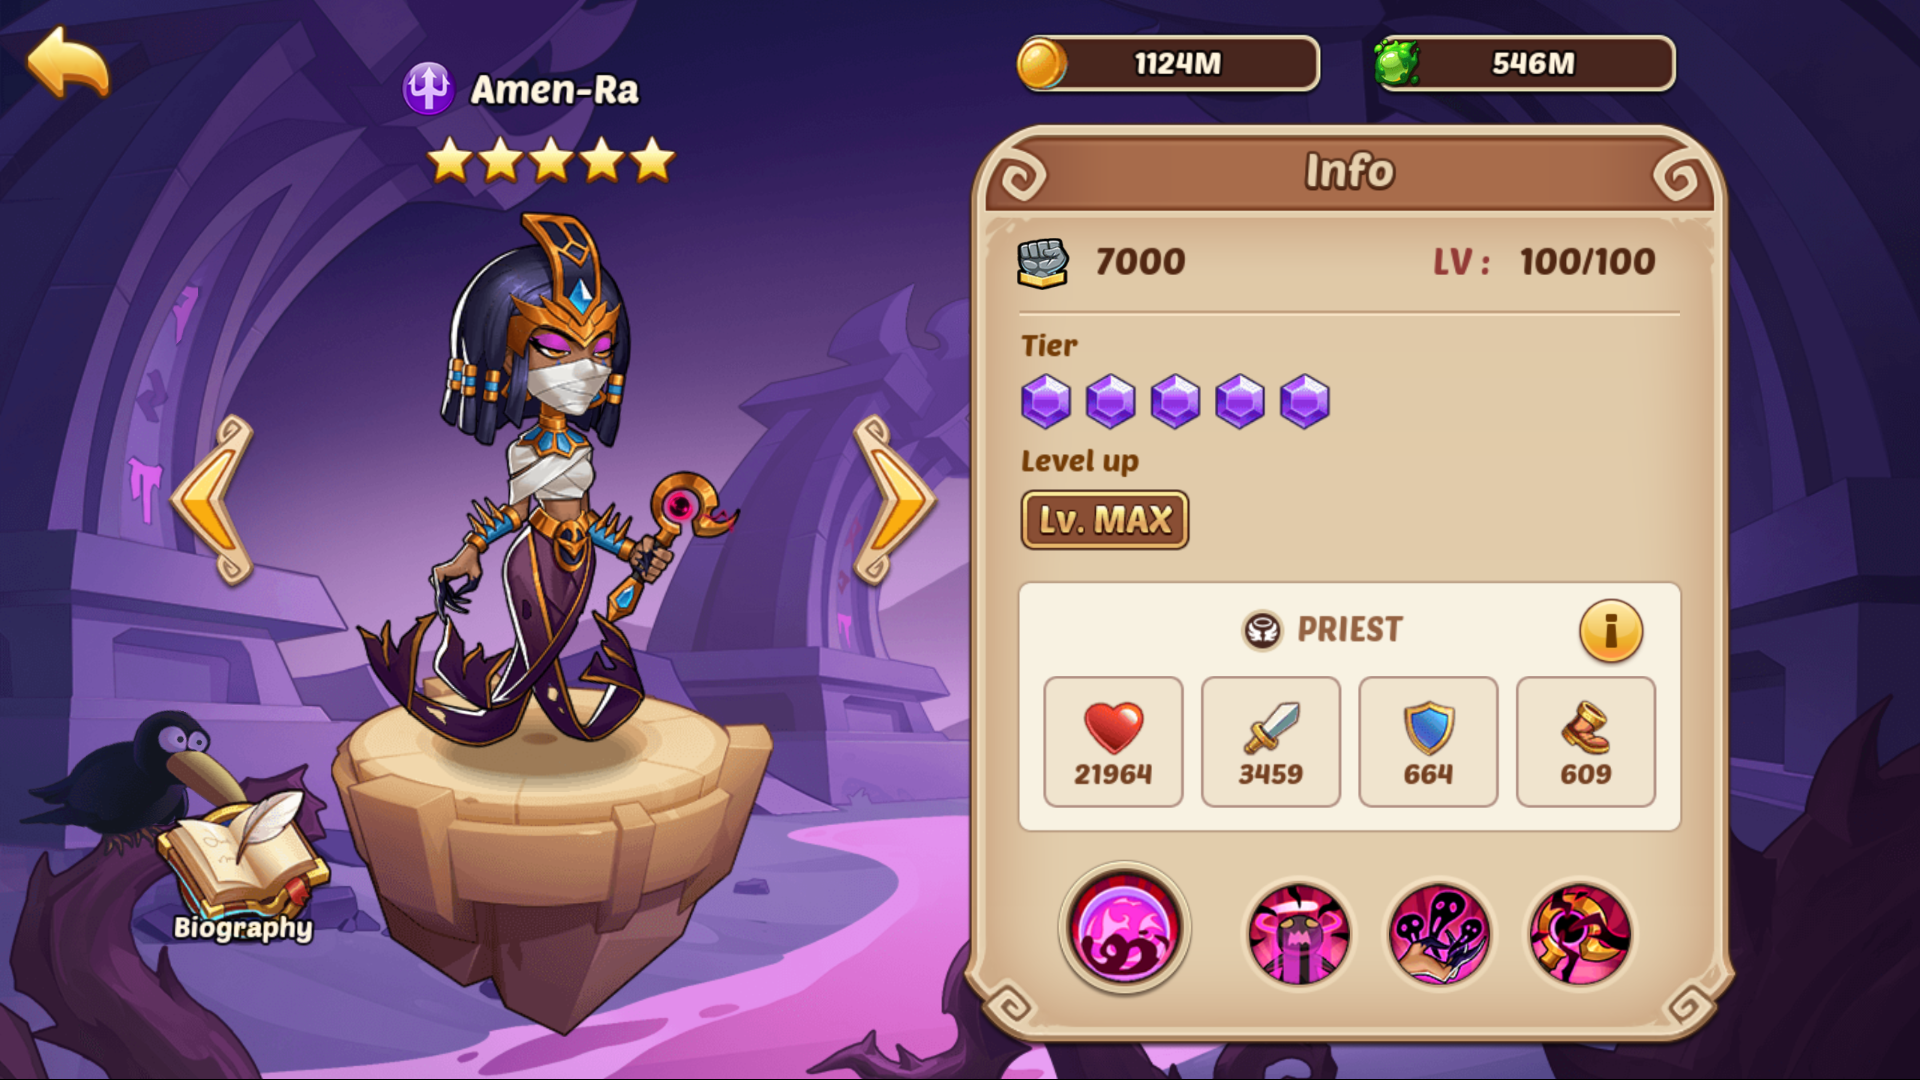 Amen-Ra
1124M
546M
Info
7000
LV : 100/100
Tier
Level up
Lv. MAX
PRIEST
21964
3459
664
609
Biography